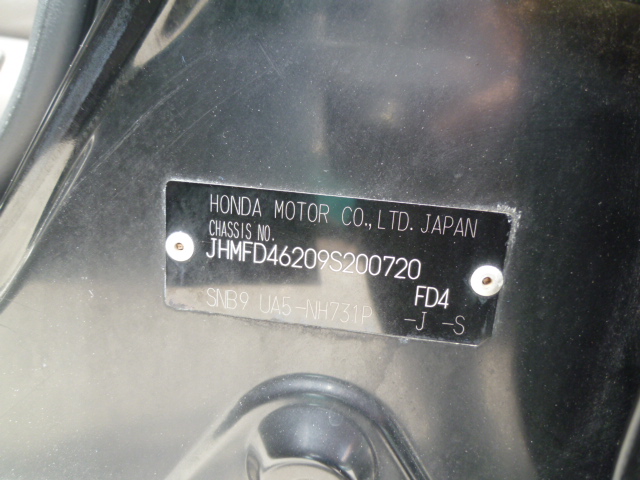 HONDA MOTOR CO.,LTD. JAPAN
CHASSIS NO.
JHMFD46209S200720
FD4
SNB9 UA5-NH731P -J -S